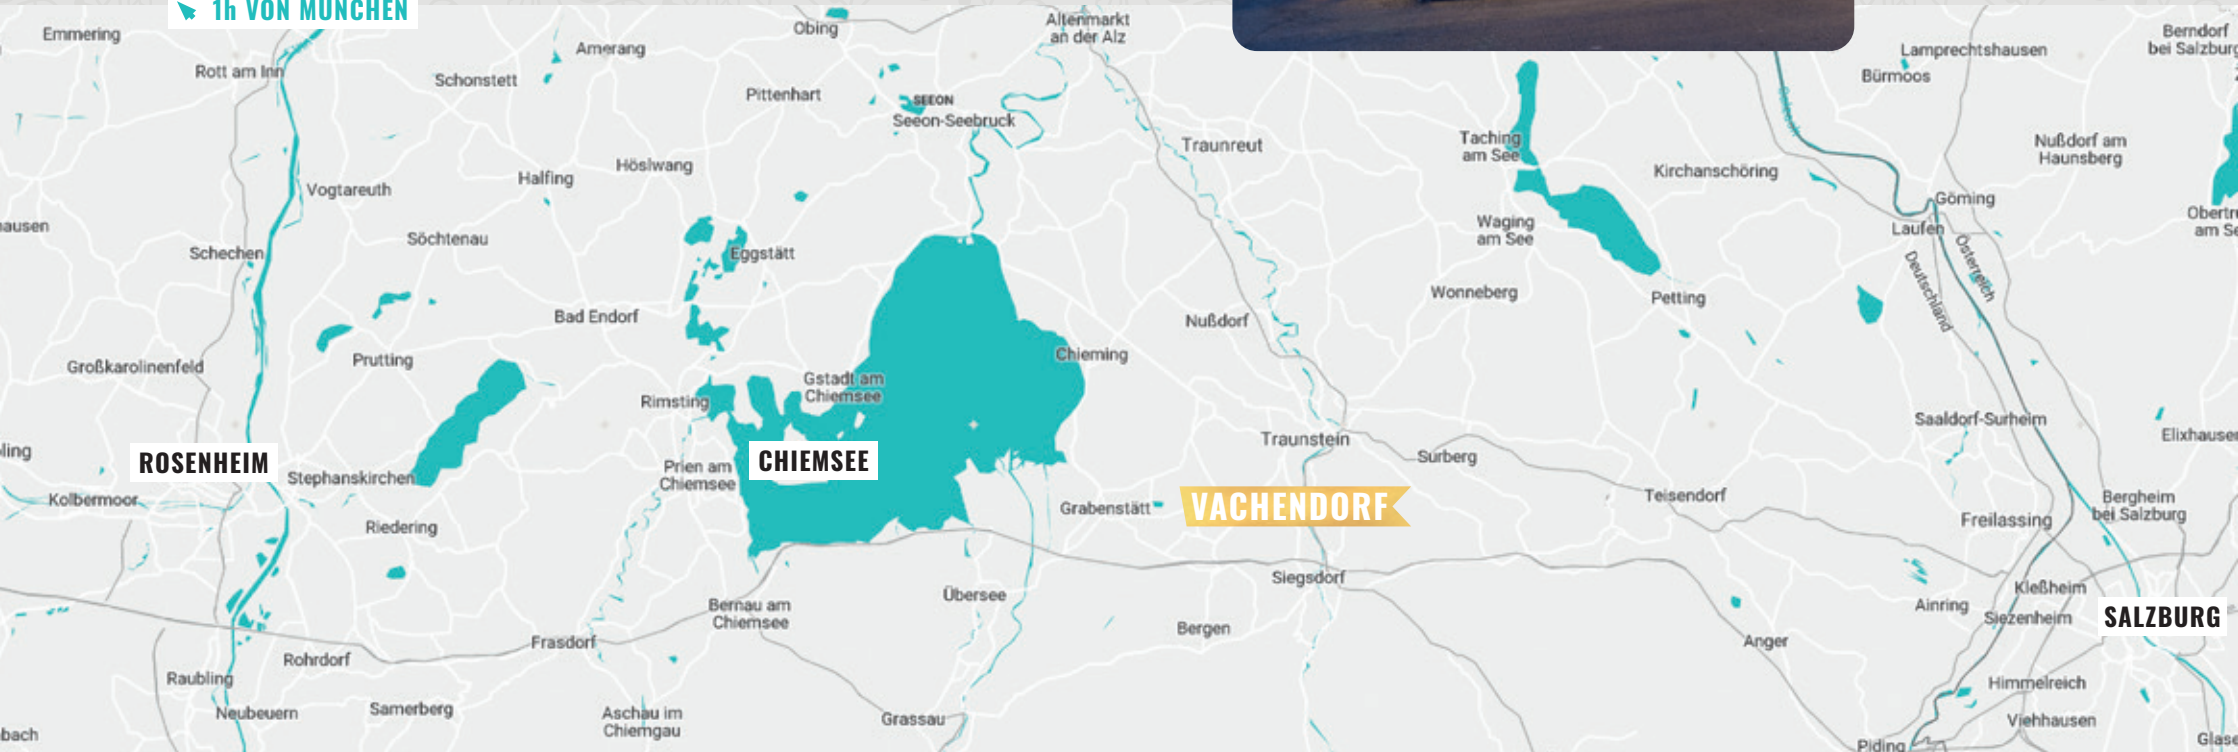 1h VON MÜNCHEN
Emmering
Rott am Inn
Schonstett
Amerang
Obing
Altenmarkt
an der Alz
Pittenhart
SEEON
Seeon-Seebruck
Traunreut
Taching
am See
Lamprechtshausen
Bürmoos
Berndorf
bei Salzburg
Kirchanschöring
Nußdorf am
Haunsberg
Höslwang
Halfing
Vogtareuth
Söchtenau
Schechen
Eggstätt
Waging
am See
Göming
Laufen
Österreich
Deutschland
am Se
Bad Endorf
Nußdorf
Wonneberg
Petting
Großkarolinenfeld
Prutting
Rimsting
Gstadt am
Chiemsee
Chieming
Saaldorf-Surheim
ROSENHEIM
Stephanskirchen
Kolbermoor
Prien am
Chiemsee
CHIEMSEE
Traunstein
Surberg
Teisendorf
Riedering
Grabenstätt
VACHENDORF
Freilassing
Bergheim
bei Salzburg
Siegsdorf
Bernau am
Chiemsee
Übersee
Bergen
Kleßheim
Ainring
Siezenheim
SALZBURG
Anger
Frasdorf
Rohrdorf
Raubling
Neubeuern
Samerberg
Aschau im
Chiemgau
Grassau
Himmelreich
Viehhausen
Piding